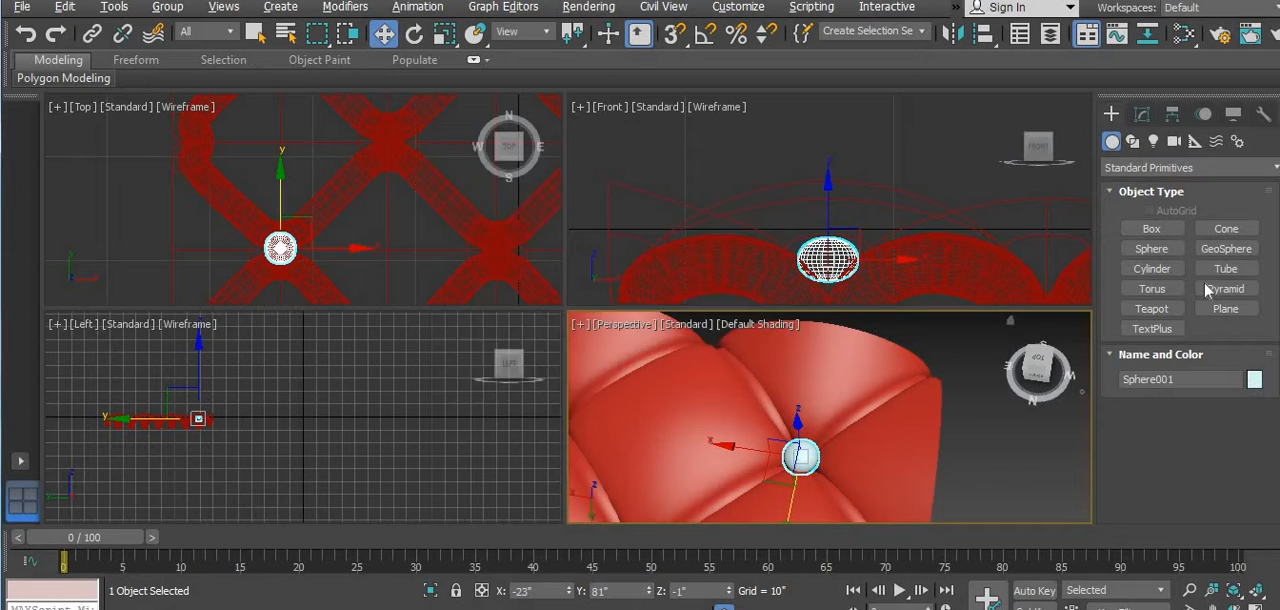 File Edit Tools Group Views Create Modifiers Animation Graph Editors Rendering Civil View Customize Scripting Interactive » Sign In Workspaces: Default
All View Create Selection Se
Modeling Freeform Selection Object Paint Populate
Polygon Modeling
[+] [Top] [Standard] [Wireframe]
N
W TOP E
S
y
[+] [Front] [Standard] [Wireframe]
FRONT
Standard Primitives
Object Type
AutoGrid
Box Cone
Sphere GeoSphere
Cylinder Tube
Torus yramid
Teapot Plane
TextPlus
Name and Color
Sphere001
[+] [Left] [Standard] [Wireframe]
LEFT
y
z
[+] [Perspective] [Standard] [Default Shading]
S
TOP
W
N
z
x
z
< 0 / 100 >
0 5 10 15 20 25 30 35 40 45 50 55 60 65 70 75 80 85 90 95 100
1 Object Selected X: -23" Y: 81" Z: -1" Grid = 10" Auto Key Selected